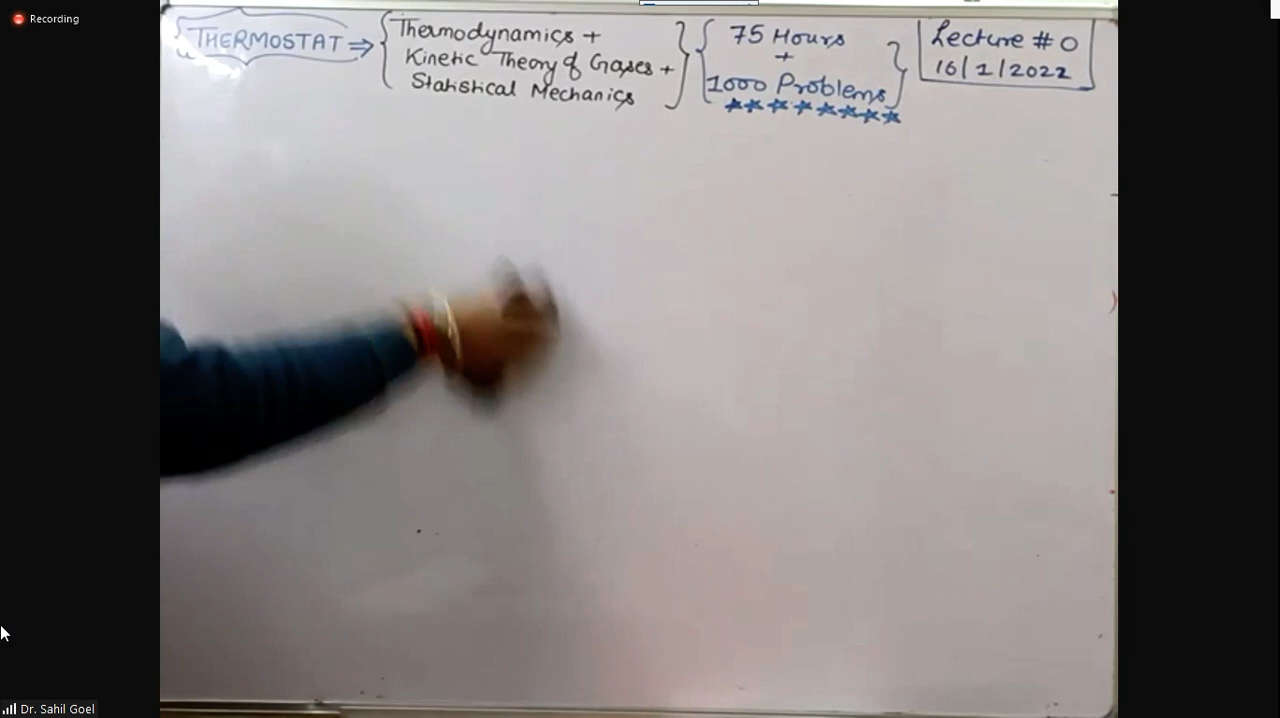 Recording
THERMOSTAT ⇒ { Thermodynamics +
Kinetic Theory of Gases +
Statistical Mechanics }
{ 75 Hours
+
1000 Problems }
★★★★★★★★
Lecture # 0
16/1/2022
Dr. Sahil Goel